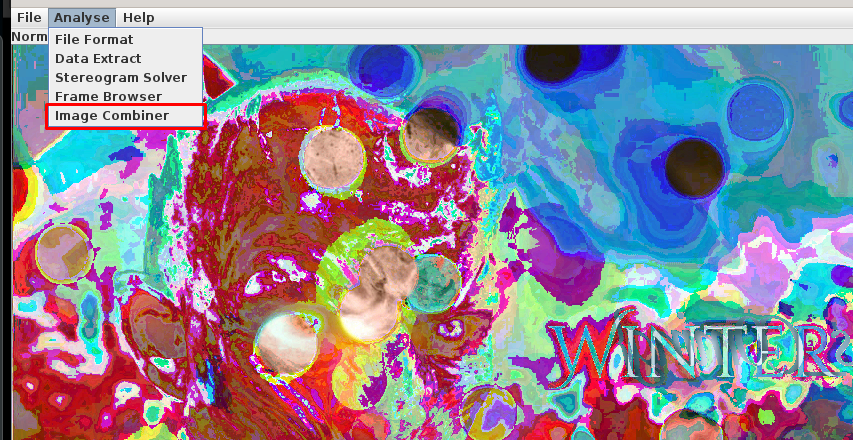 File Analyse Help
Norm
File Format
Data Extract
Stereogram Solver
Frame Browser
Image Combiner
WINTER